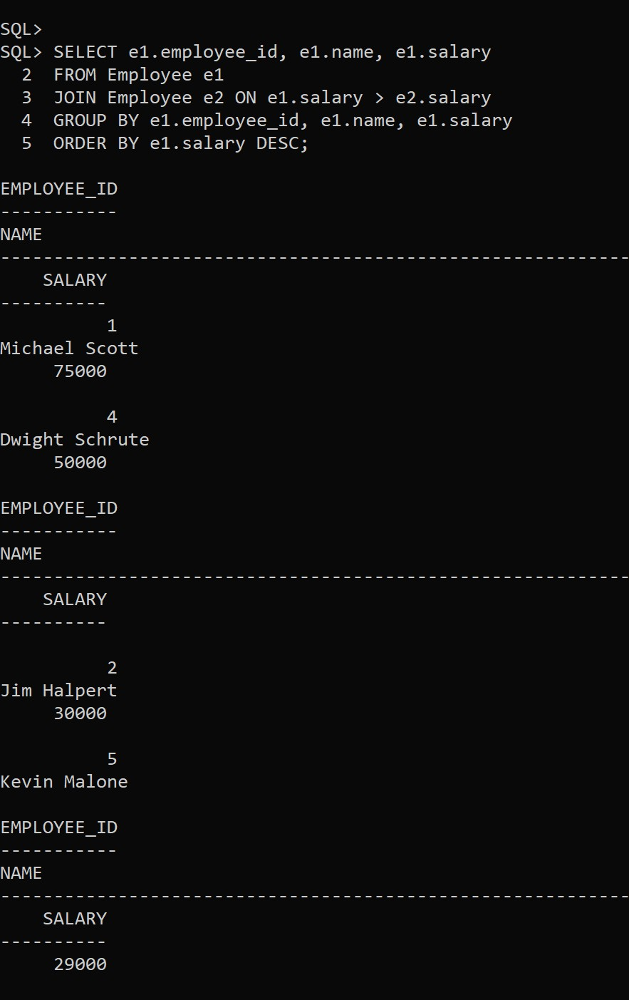 SQL>
SQL> SELECT e1.employee_id, e1.name, e1.salary
  2  FROM Employee e1
  3  JOIN Employee e2 ON e1.salary > e2.salary
  4  GROUP BY e1.employee_id, e1.name, e1.salary
  5  ORDER BY e1.salary DESC;

EMPLOYEE_ID
-----------
NAME
-----------------------------------------------------------
    SALARY
----------
          1
Michael Scott
     75000

          4
Dwight Schrute
     50000

EMPLOYEE_ID
-----------
NAME
-----------------------------------------------------------
    SALARY
----------

          2
Jim Halpert
     30000

          5
Kevin Malone

EMPLOYEE_ID
-----------
NAME
-----------------------------------------------------------
    SALARY
----------
     29000